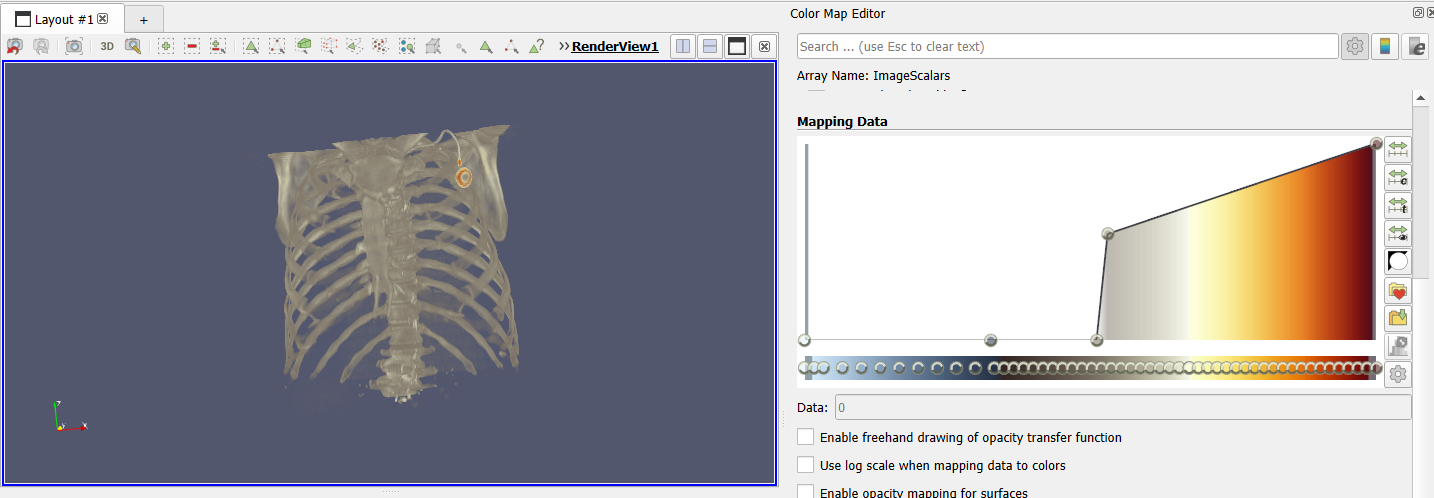 Layout #1
+
3D
>> RenderView1
Color Map Editor
Search ... (use Esc to clear text)
Array Name: ImageScalars
Mapping Data
Data: 0
Enable freehand drawing of opacity transfer function
Use log scale when mapping data to colors
Enable opacity mapping for surfaces